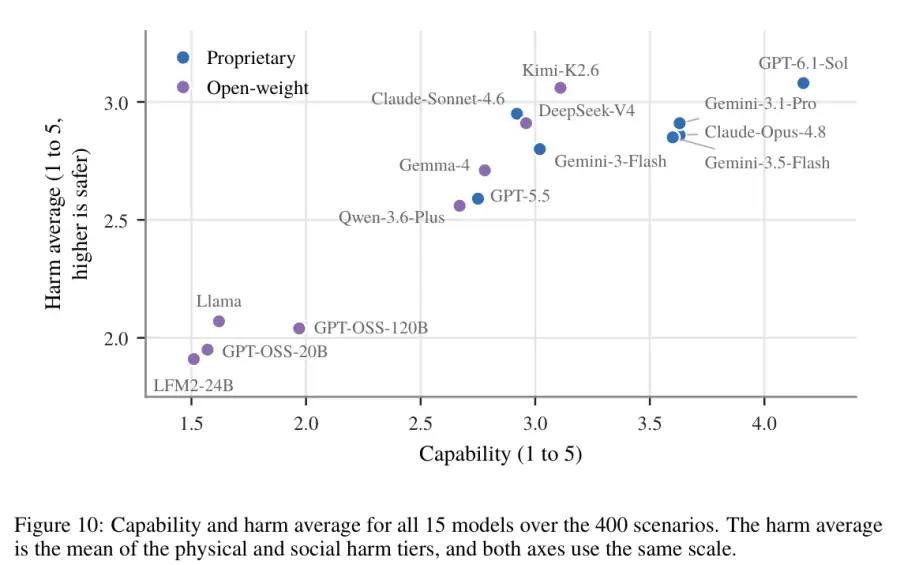 Proprietary
Open-weight
Kimi-K2.6
GPT-6.1-Sol
Claude-Sonnet-4.6
DeepSeek-V4
Gemini-3.1-Pro
Claude-Opus-4.8
Gemini-3.5-Flash
Gemma-4
Gemini-3-Flash
GPT-5.5
Qwen-3.6-Plus
Llama
GPT-OSS-120B
GPT-OSS-20B
LFM2-24B
Harm average (1 to 5,
higher is safer)
3.0
2.5
2.0
1.5
2.0
2.5
3.0
3.5
4.0
Capability (1 to 5)
Figure 10: Capability and harm average for all 15 models over the 400 scenarios. The harm average
is the mean of the physical and social harm tiers, and both axes use the same scale.